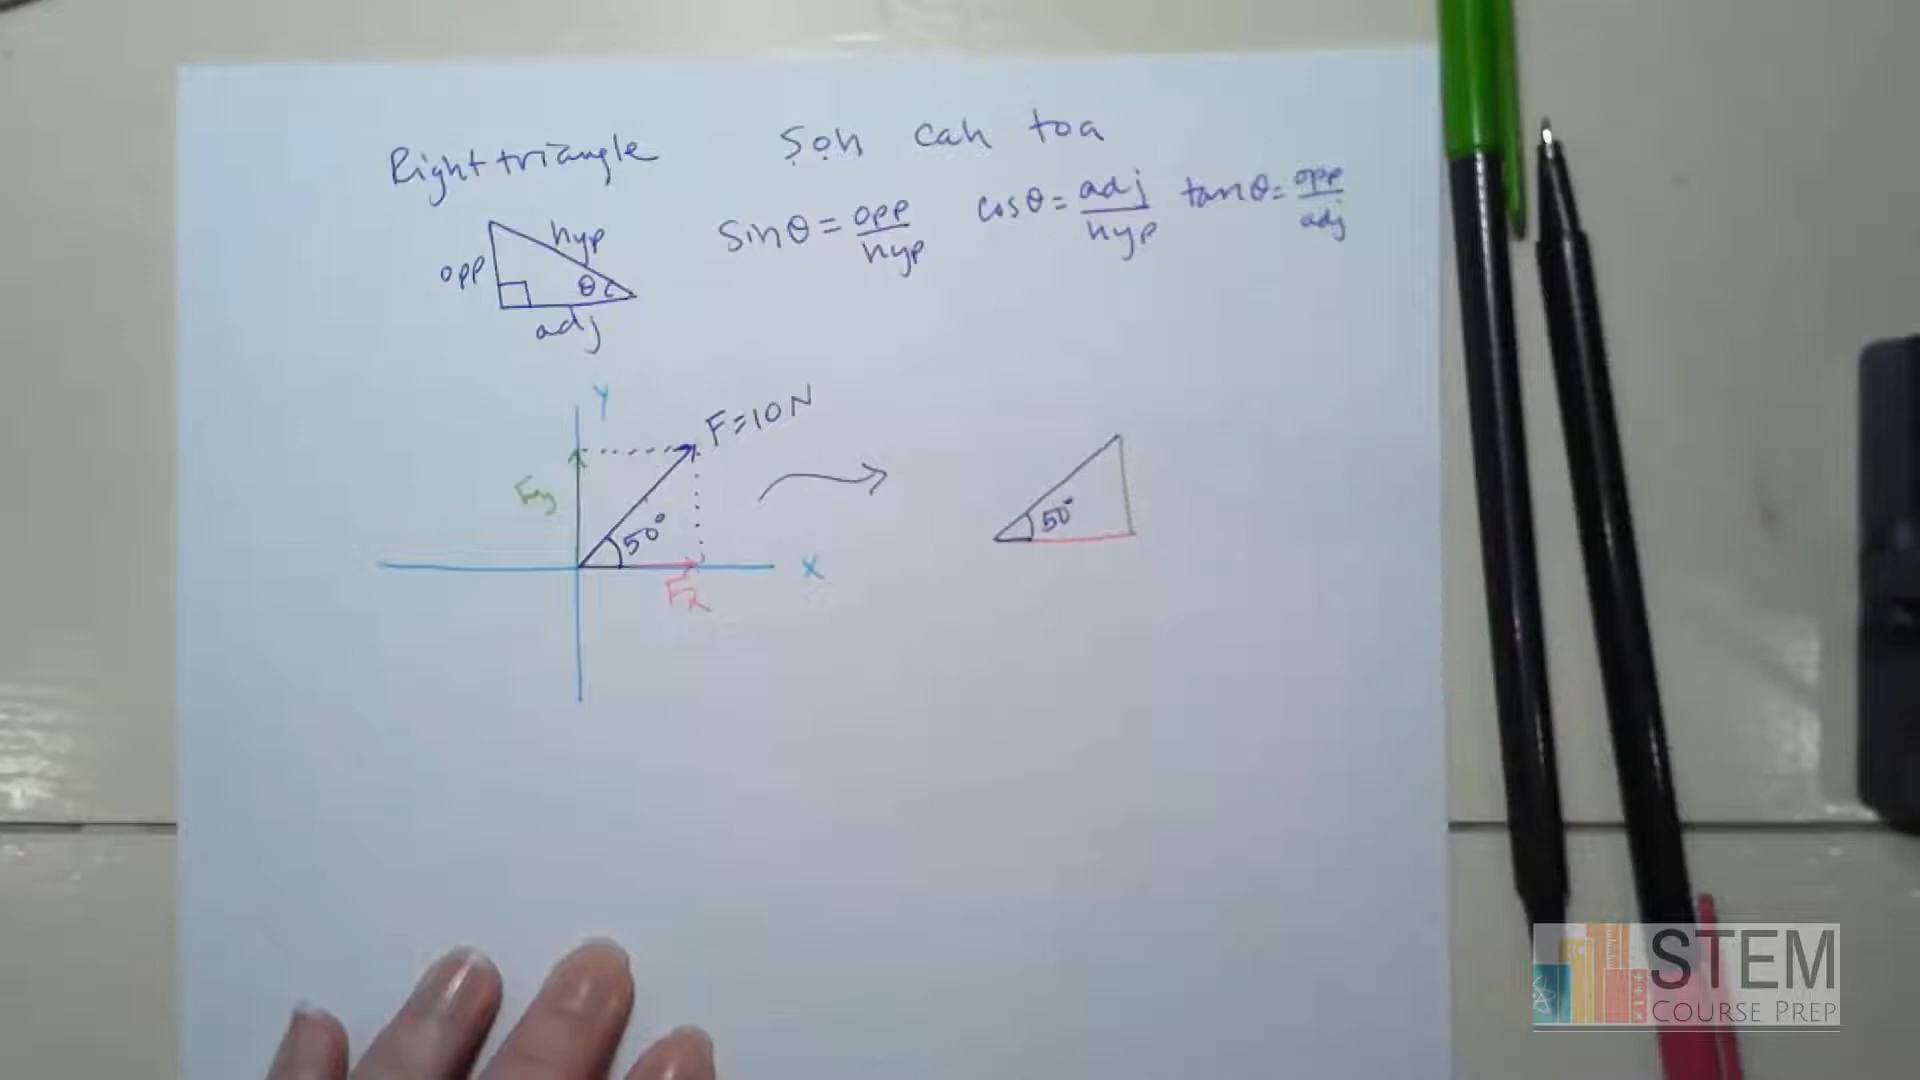 Right triangle
Soh cah toa
sinθ = opp/hyp
cosθ = adj/hyp
tanθ = opp/adj
hyp
opp
θ
adj
Y
F=10N
Fy
50°
50°
X
Fx
STEM
COURSE PREP